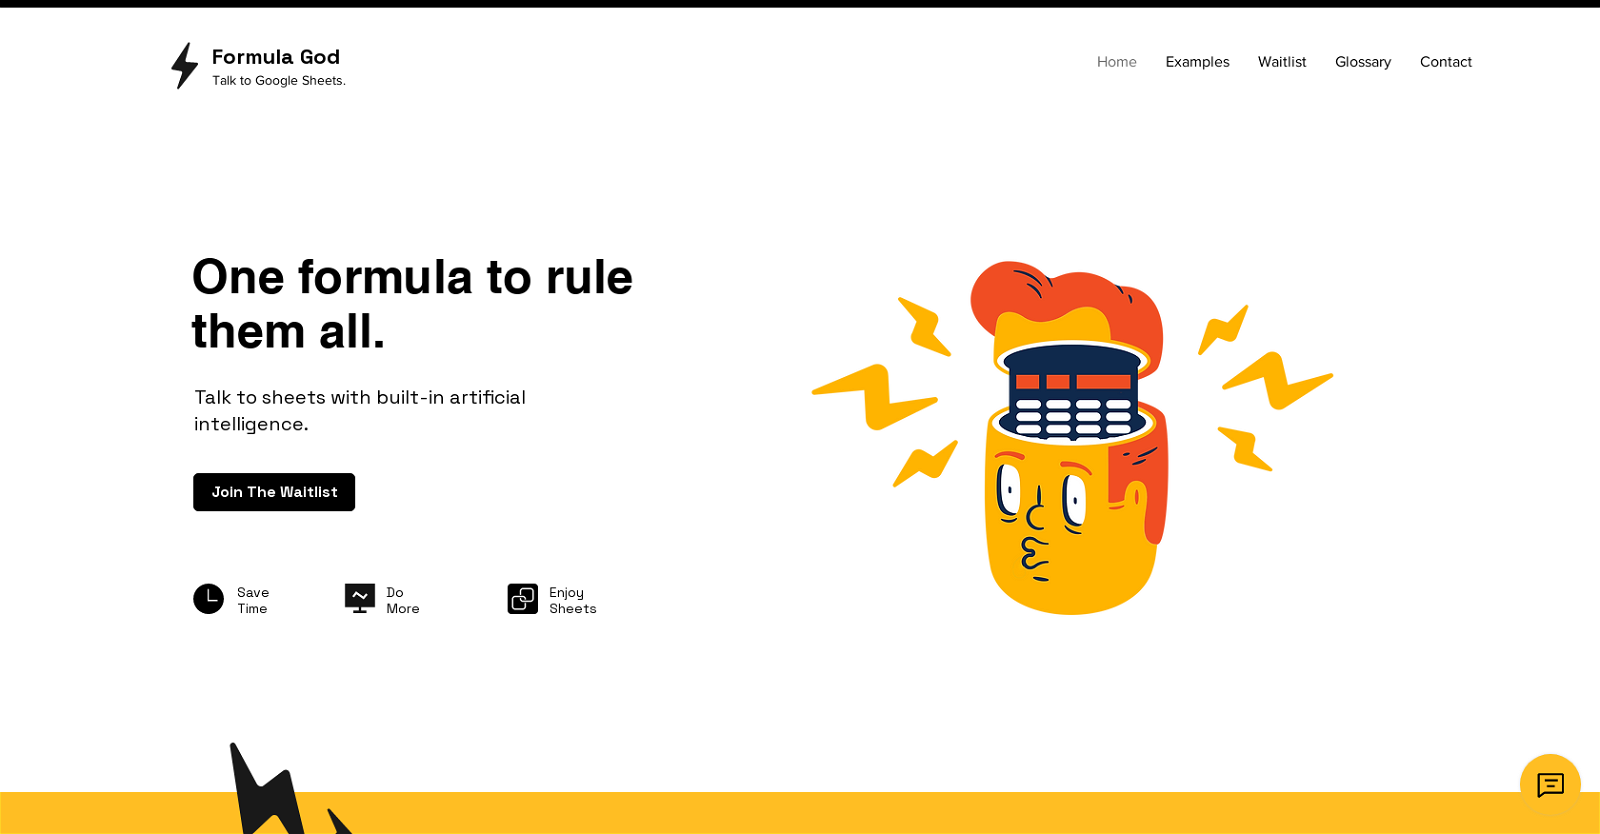 Formula God
Talk to Google Sheets.
Home Examples Waitlist Glossary Contact
One formula to rule
them all.
Talk to sheets with built-in artificial
intelligence.
Join The Waitlist
Save
Time
Do
More
Enjoy
Sheets